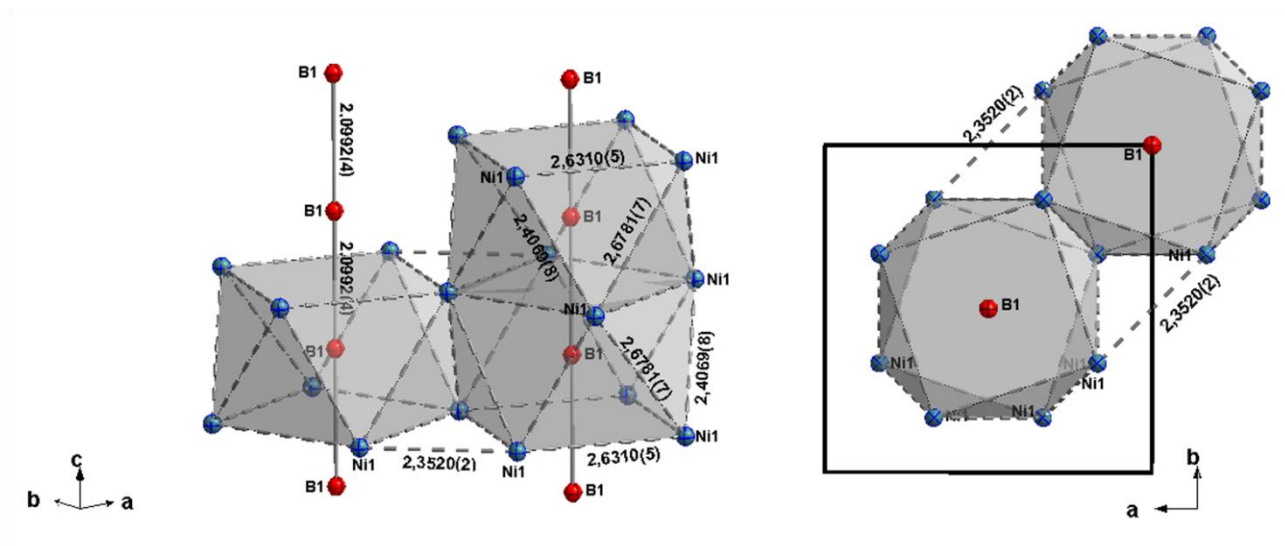 B1
B1
2,0992(4)
2,6310(5)
Ni1
Ni1
B1
B1
2,4069(8)
2,6781(7)
2,0992(4)
Ni1
Ni1
B1
B1
2,6781(7)
2,4069(8)
Ni1
Ni1
2,3520(2)
Ni1
2,6310(5)
B1
B1
c
b
a
2,3520(2)
B1
Ni1
B1
2,3520(2)
Ni1
Ni1
Ni1
Ni1
Ni1
b
a